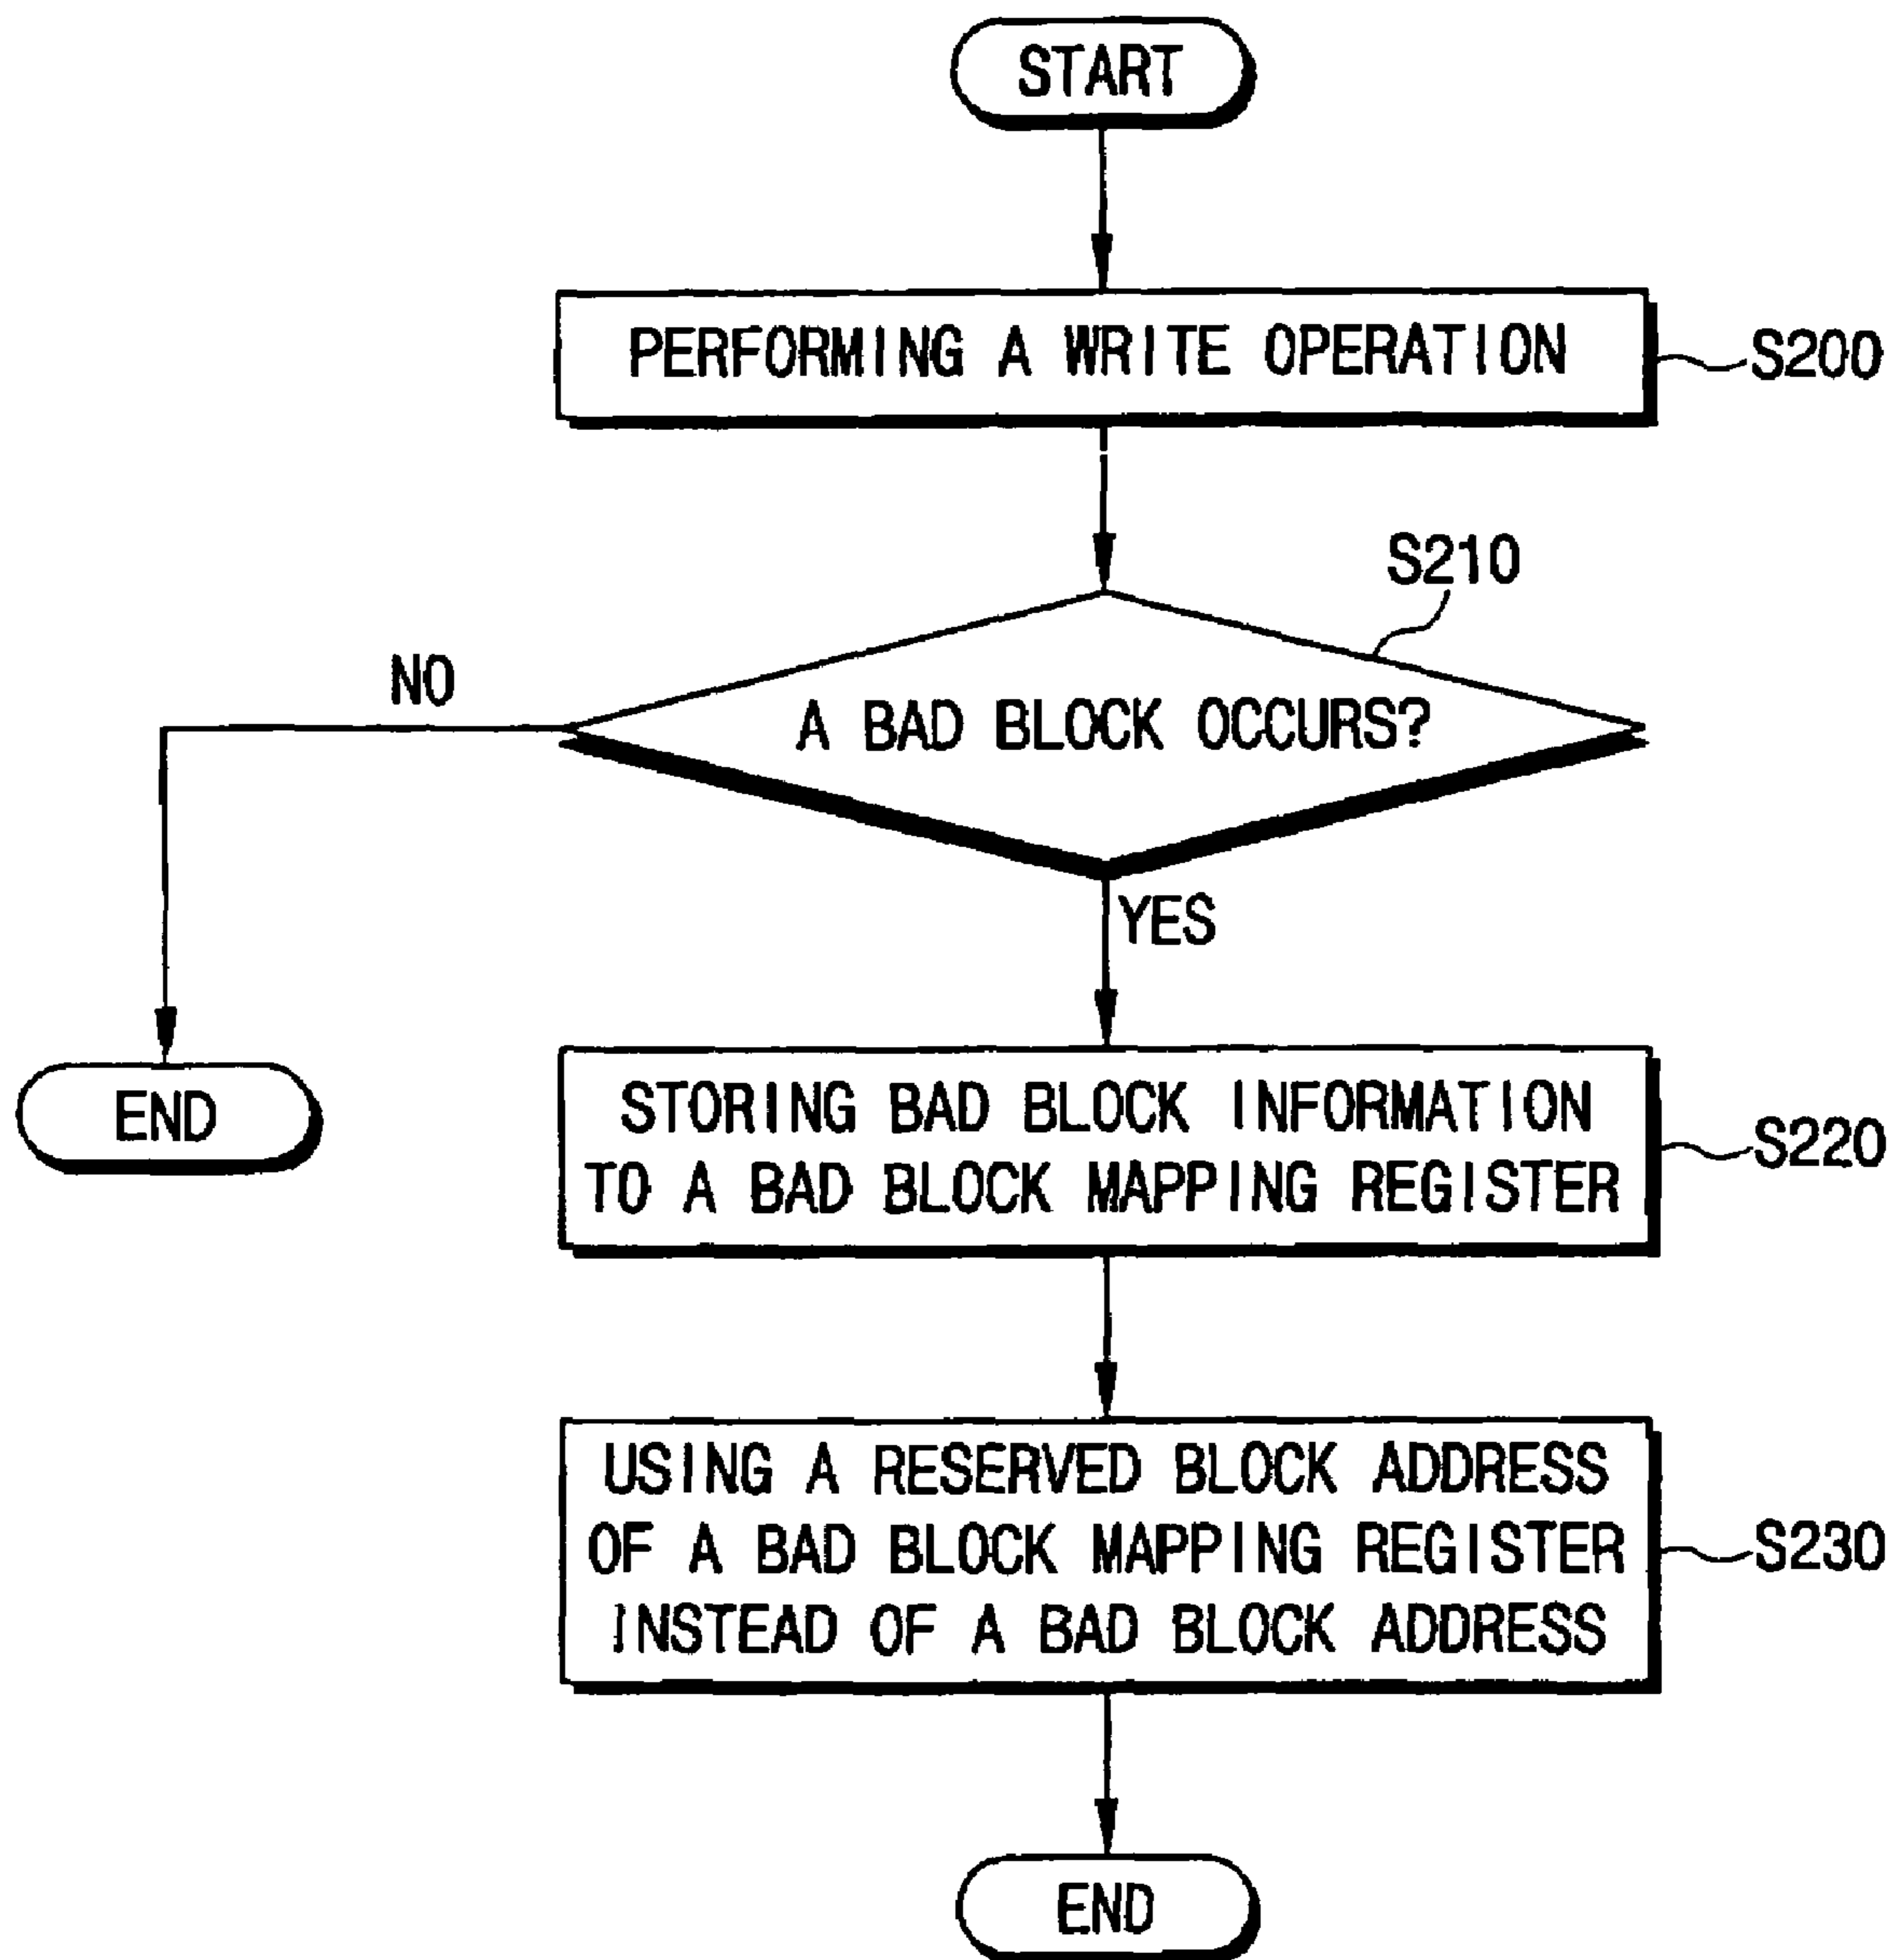 START
PERFORMING A WRITE OPERATION
S200
S210
NO
A BAD BLOCK OCCURS?
YES
END
STORING BAD BLOCK INFORMATION
TO A BAD BLOCK MAPPING REGISTER
S220
USING A RESERVED BLOCK ADDRESS
OF A BAD BLOCK MAPPING REGISTER
INSTEAD OF A BAD BLOCK ADDRESS
S230
END